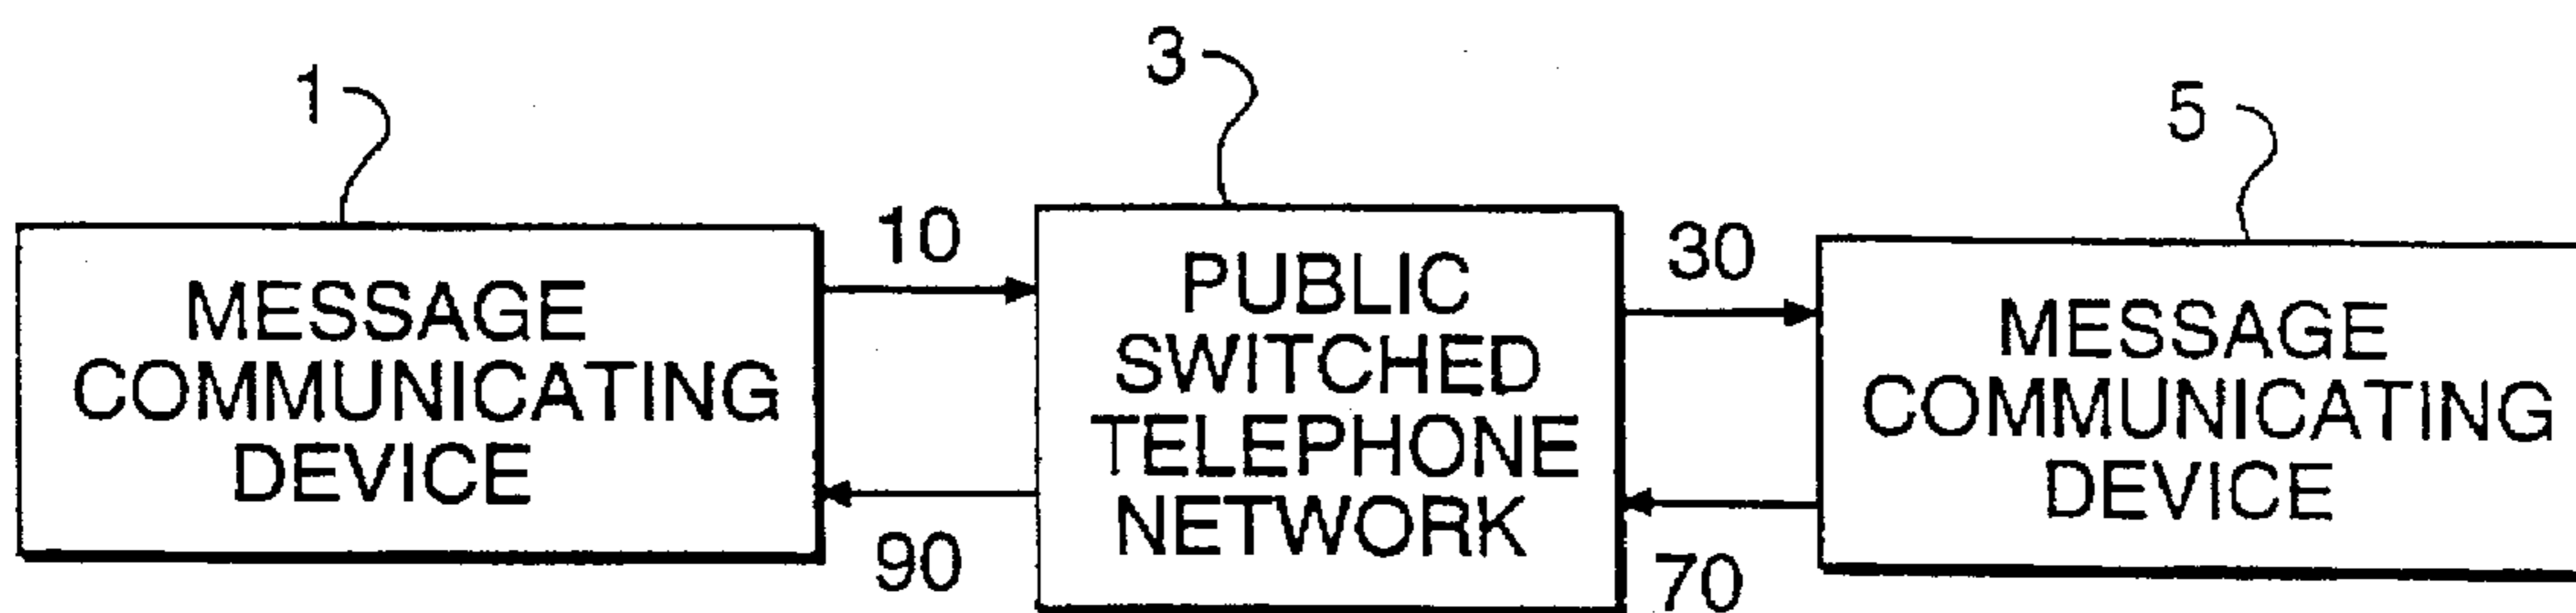 1
3
5
MESSAGE
COMMUNICATING
DEVICE
10
90
PUBLIC
SWITCHED
TELEPHONE
NETWORK
30
70
MESSAGE
COMMUNICATING
DEVICE